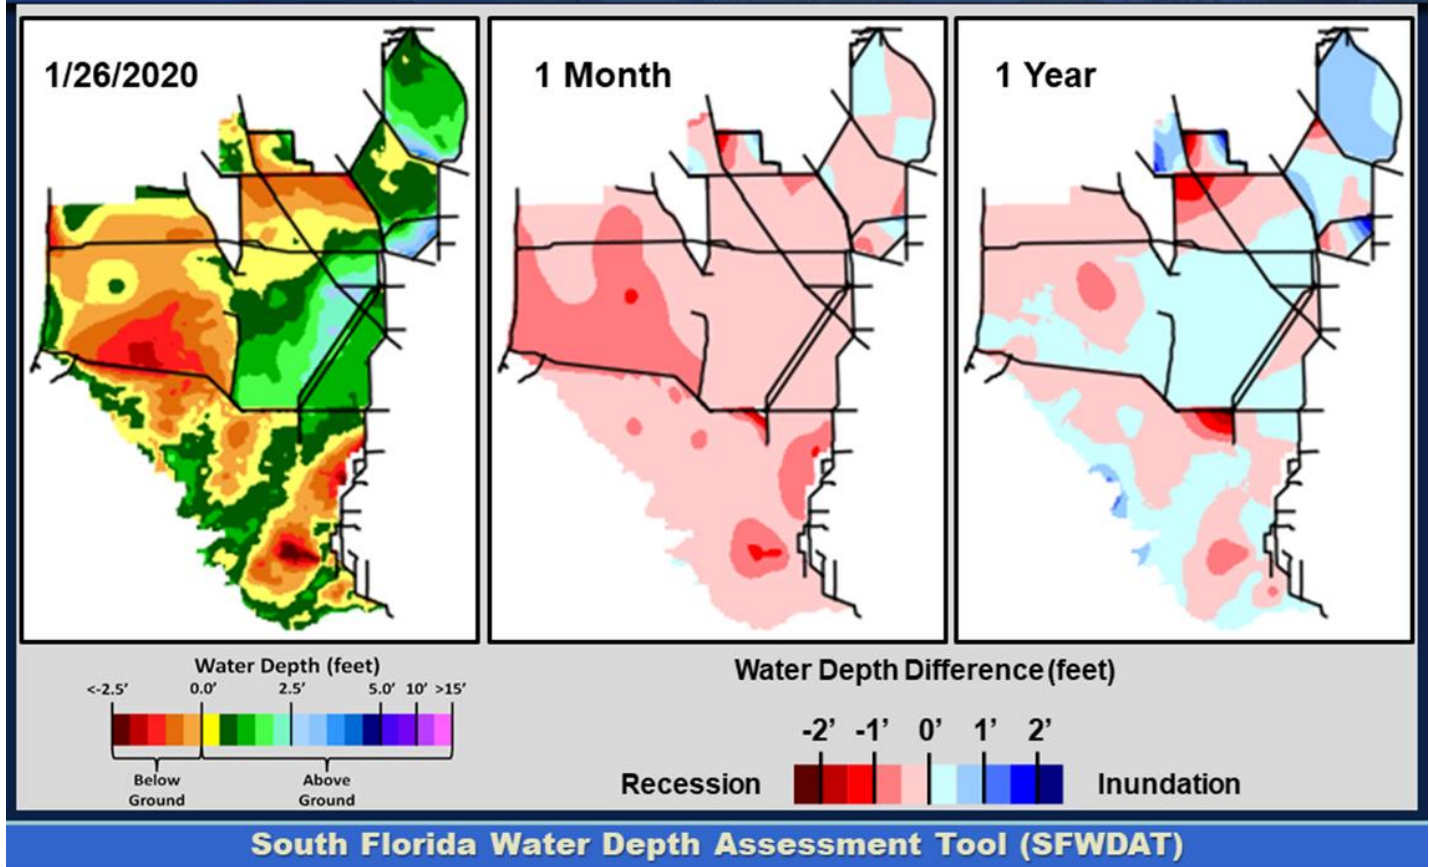 1/26/2020
1 Month
1 Year
Water Depth (feet)
<-2.5’ 0.0’ 2.5’ 5.0’ 10’ >15’
Below
Ground
Above
Ground
Water Depth Difference (feet)
-2’ -1’ 0’ 1’ 2’
Recession
Inundation
South Florida Water Depth Assessment Tool (SFWDAT)